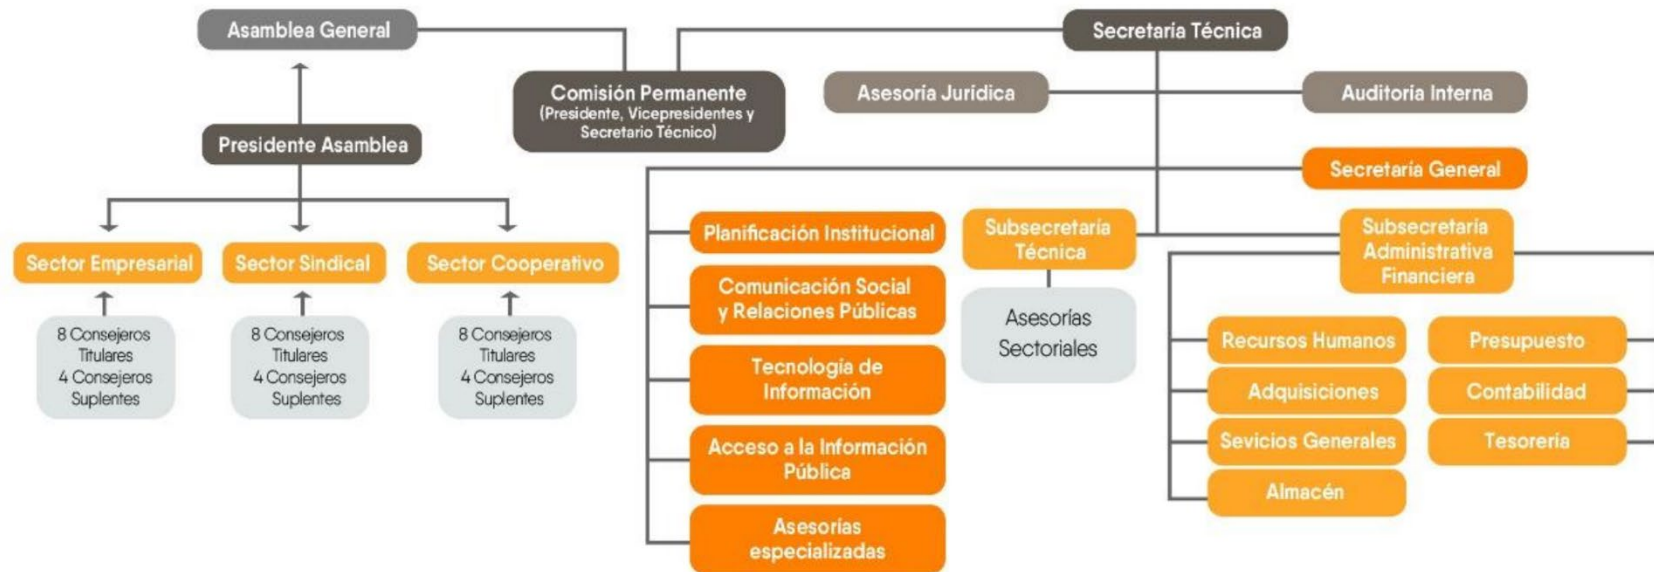 Asamblea General
Secretaría Técnica
Comisión Permanente
(Presidente, Vicepresidentes y
Secretario Técnico)
Asesoría Jurídica
Auditoria Interna
Presidente Asamblea
Secretaría General
Sector Empresarial
Sector Sindical
Sector Cooperativo
8 Consejeros
Titulares
4 Consejeros
Suplentes
8 Consejeros
Titulares
4 Consejeros
Suplentes
8 Consejeros
Titulares
4 Consejeros
Suplentes
Planificación Institucional
Comunicación Social
y Relaciones Públicas
Tecnología de
Información
Acceso a la Información
Pública
Asesorías
especializadas
Subsecretaría
Técnica
Asesorías
Sectoriales
Subsecretaría
Administrativa
Financiera
Recursos Humanos
Adquisiciones
Sevicios Generales
Almacén
Presupuesto
Contabilidad
Tesorería